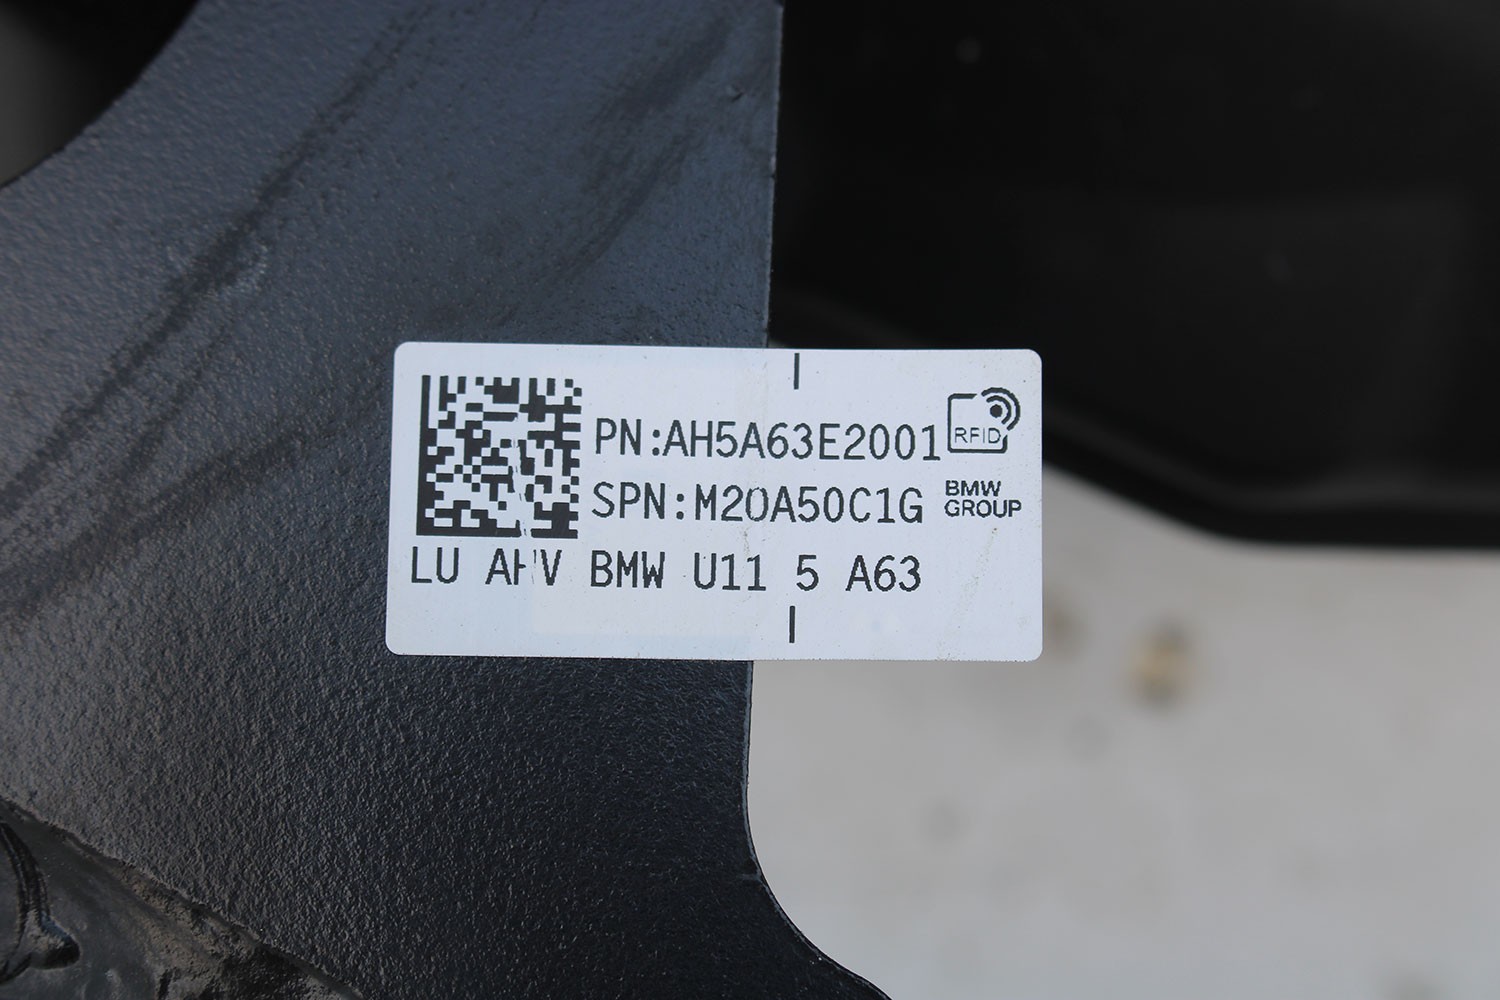 PN:AH5A63E2001
RFID
SPN:M20A50C1G
BMW
GROUP
LU AHV BMW U11 5 A63